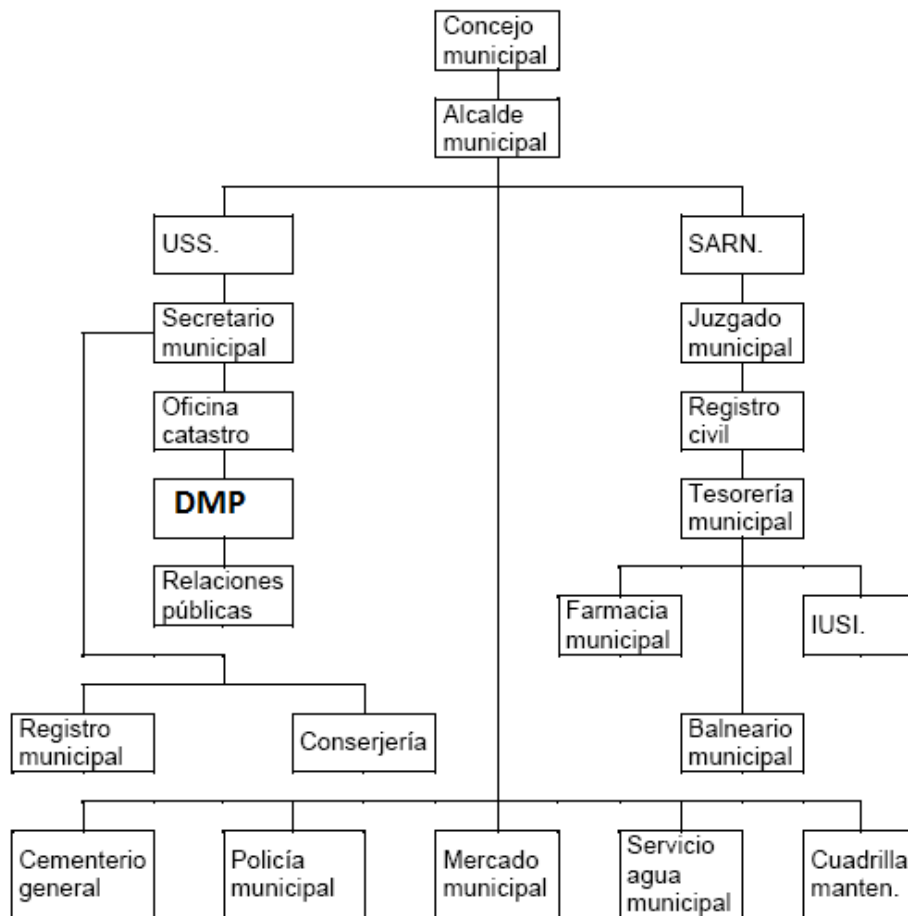 Concejo
municipal
Alcalde
municipal
USS.
SARN.
Secretario
municipal
Juzgado
municipal
Oficina
catastro
Registro
civil
DMP
Tesorería
municipal
Relaciones
públicas
Farmacia
municipal
IUSI.
Registro
municipal
Conserjería
Balneario
municipal
Cementerio
general
Policía
municipal
Mercado
municipal
Servicio
agua
municipal
Cuadrilla
manten.